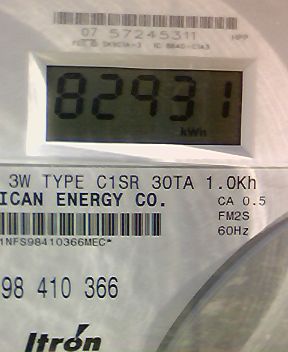 07 57245311 HPP
82931
kWh
3W TYPE C1SR 30TA 1.0Kh
ICAN ENERGY CO. CA 0.5
FM2S
60Hz
1NFS98410366MEC*
98 410 366
Itron